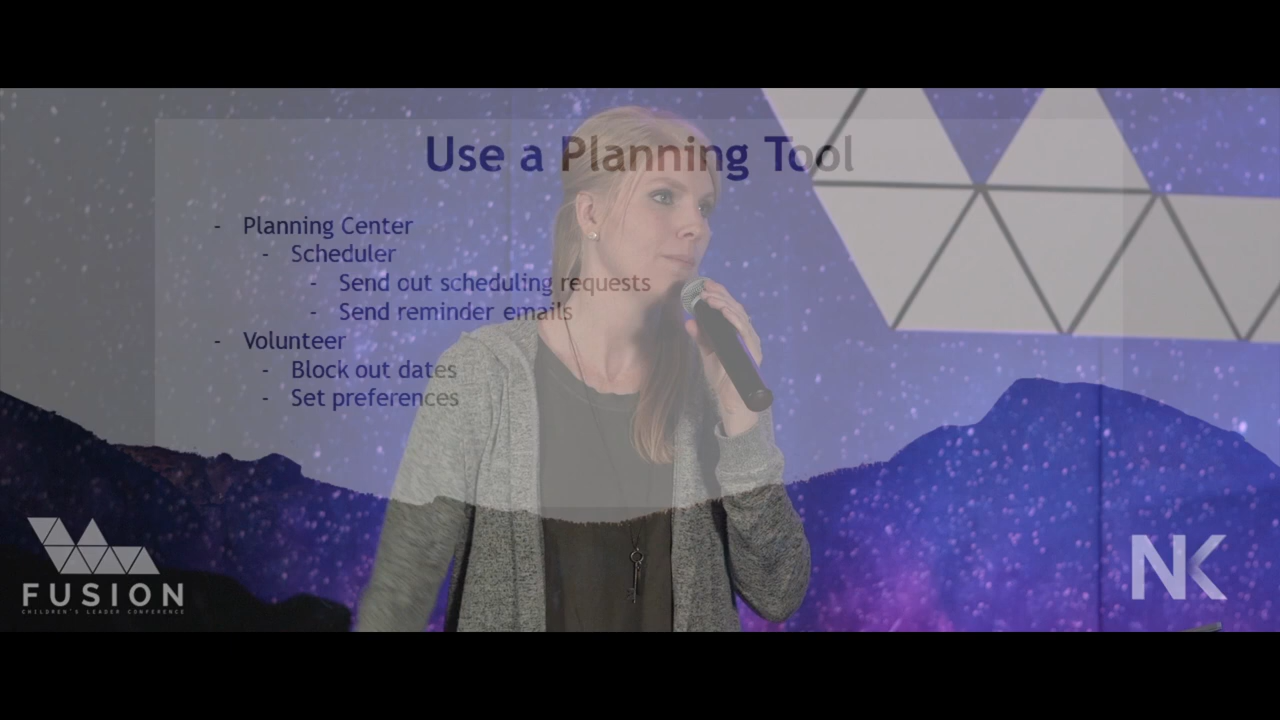 Use a Planning Tool
- Planning Center
- Scheduler
- Send out scheduling requests
- Send reminder emails
- Volunteer
- Block out dates
- Set preferences
FUSION
CHILDREN'S LEADER CONFERENCE
NK